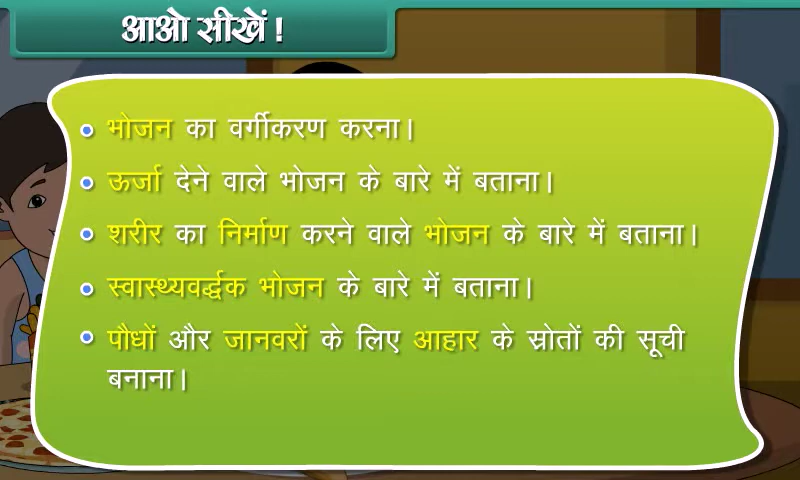 आओ सीखें!
भोजन का वर्गीकरण करना।
ऊर्जा देने वाले भोजन के बारे में बताना।
शरीर का निर्माण करने वाले भोजन के बारे में बताना।
स्वास्थ्यवर्द्धक भोजन के बारे में बताना।
पौधों और जानवरों के लिए आहार के स्रोतों की सूची
बनाना।